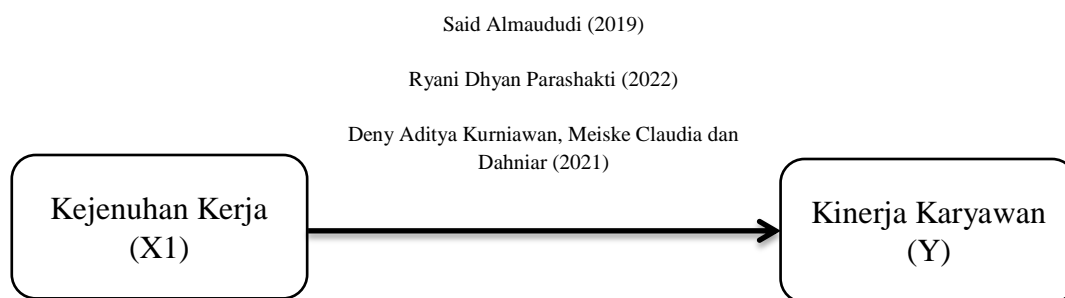 Said Almaududi (2019)
Ryani Dhyan Parashakti (2022)
Deny Aditya Kurniawan, Meiske Claudia dan
Dahniar (2021)
Kejenuhan Kerja
(X1)
Kinerja Karyawan
(Y)